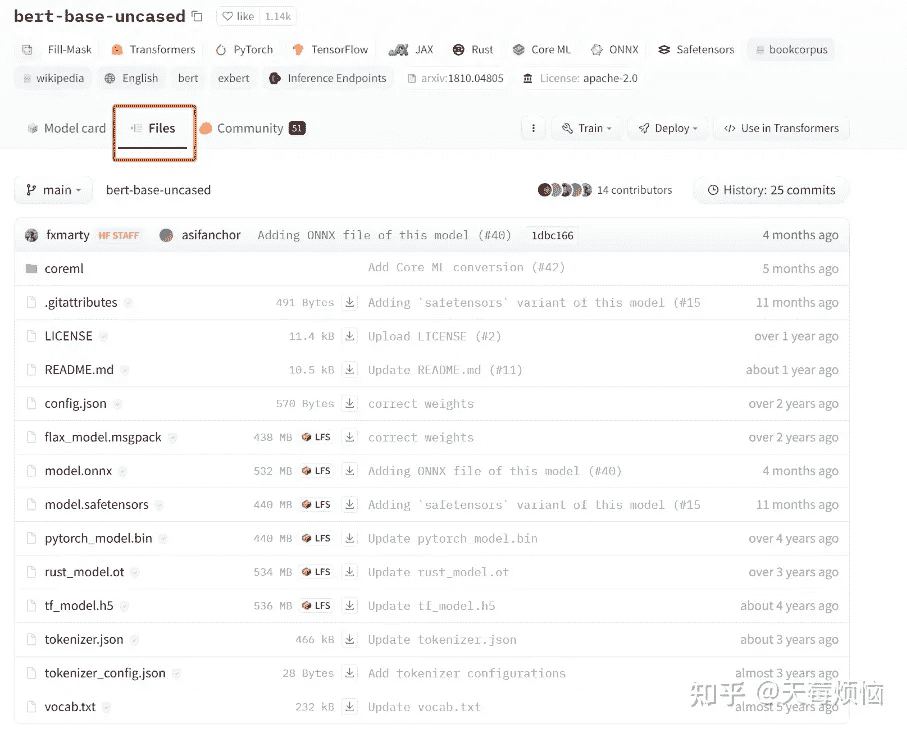 bert-base-uncased like 1.14k
Fill-Mask Transformers PyTorch TensorFlow JAX Rust Core ML ONNX Safetensors bookcorpus
wikipedia English bert exbert Inference Endpoints arxiv:1810.04805 License: apache-2.0
Model card Files Community 51 Train Deploy </> Use in Transformers
main bert-base-uncased 14 contributors History: 25 commits
fxmarty HF STAFF asifanchor Adding ONNX file of this model (#40) 1dbc166 4 months ago
coreml Add Core ML conversion (#42) 5 months ago
.gitattributes 491 Bytes Adding `safetensors` variant of this model (#15 11 months ago
LICENSE 11.4 kB Upload LICENSE (#2) over 1 year ago
README.md 10.5 kB Update README.md (#11) about 1 year ago
config.json 570 Bytes correct weights over 2 years ago
flax_model.msgpack 438 MB LFS correct weights over 2 years ago
model.onnx 532 MB LFS Adding ONNX file of this model (#40) 4 months ago
model.safetensors 440 MB LFS Adding `safetensors` variant of this model (#15 11 months ago
pytorch_model.bin 440 MB LFS Update pytorch_model.bin over 4 years ago
rust_model.ot 534 MB LFS Update rust_model.ot over 3 years ago
tf_model.h5 536 MB LFS Update tf_model.h5 about 4 years ago
tokenizer.json 466 kB Update tokenizer.json about 3 years ago
tokenizer_config.json 28 Bytes Add tokenizer configurations almost 3 years ago
vocab.txt 232 kB Update vocab.txt almost 5 years ago
知乎 @天莓烦恼